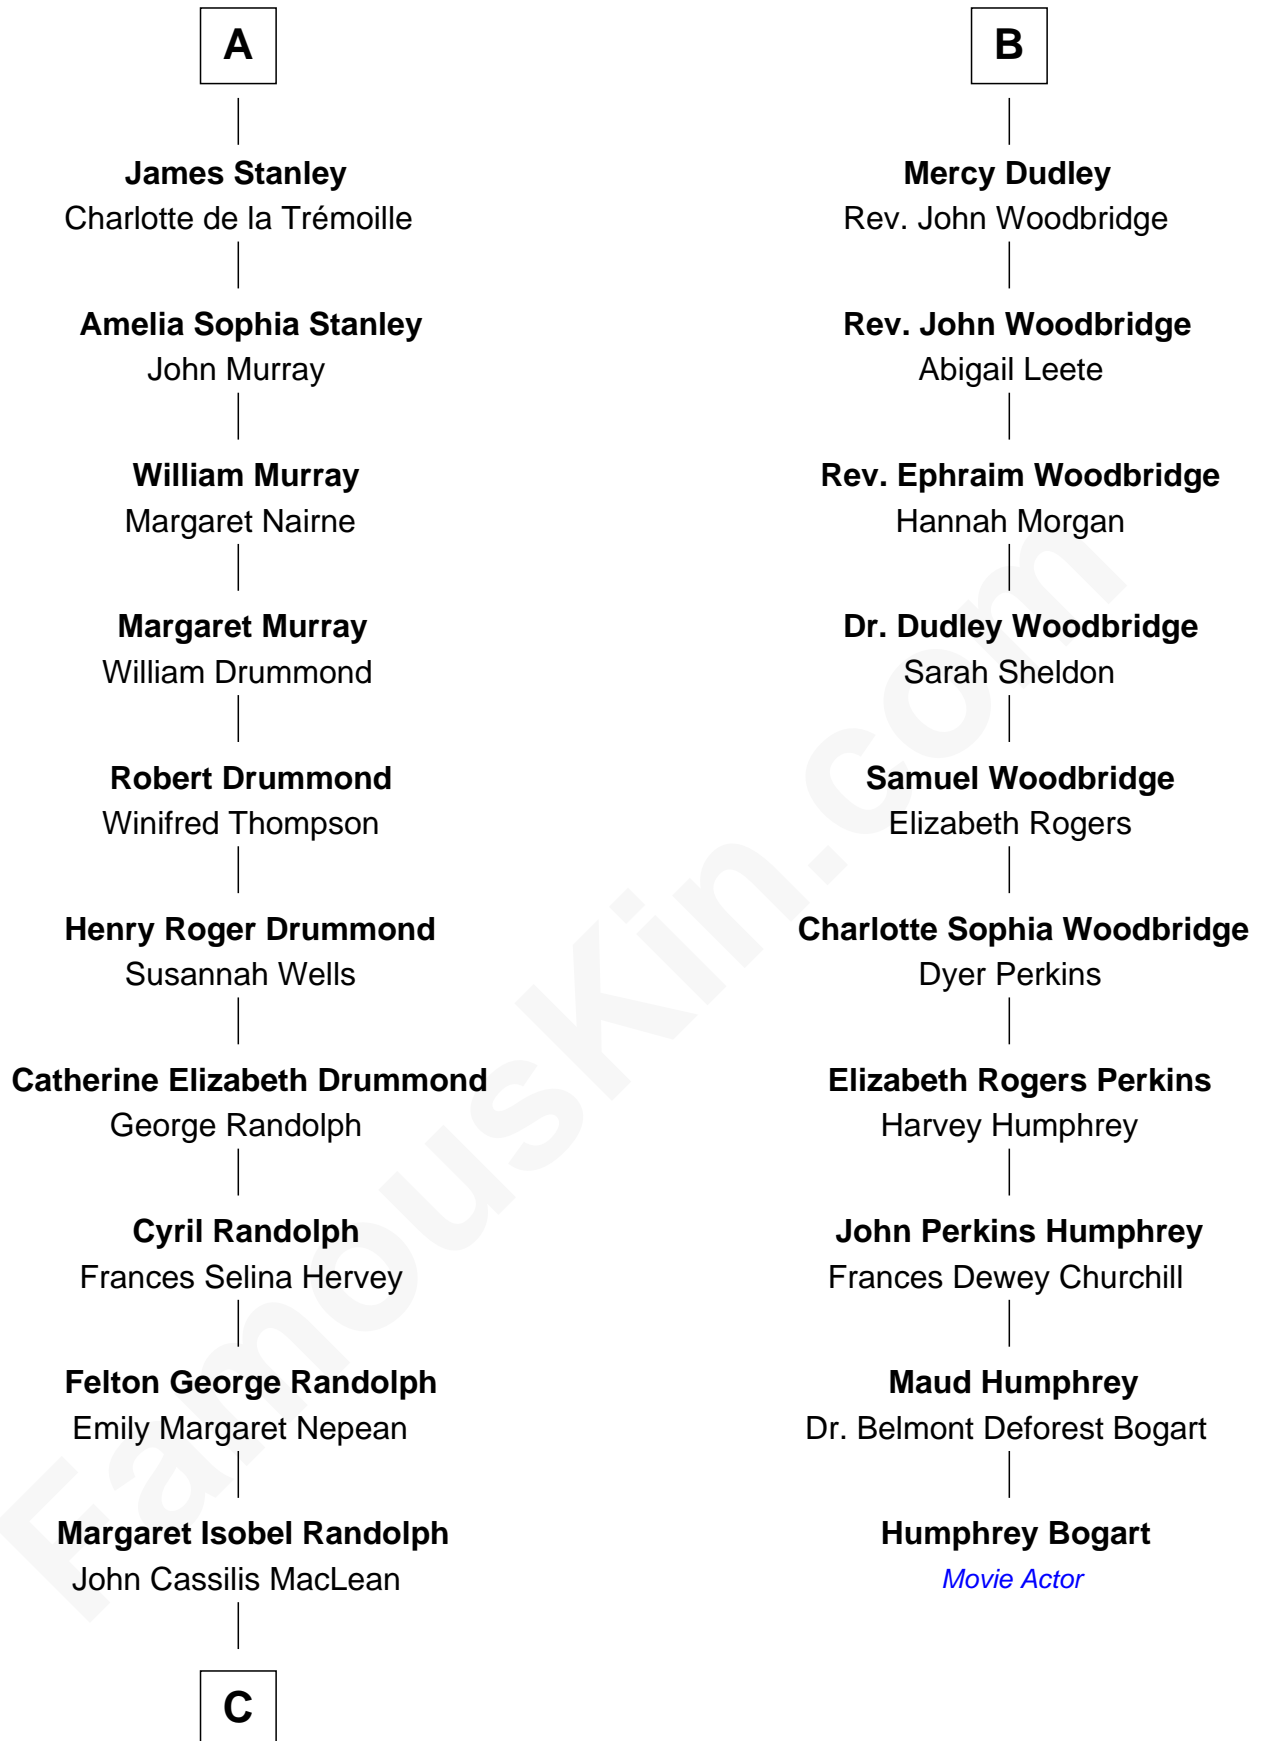 A
James Stanley
Charlotte de la Trémoille
Amelia Sophia Stanley
John Murray
William Murray
Margaret Nairne
Margaret Murray
William Drummond
Robert Drummond
Winifred Thompson
Henry Roger Drummond
Susannah Wells
Catherine Elizabeth Drummond
George Randolph
Cyril Randolph
Frances Selina Hervey
Felton George Randolph
Emily Margaret Nepean
Margaret Isobel Randolph
John Cassilis MacLean
C
B
Mercy Dudley
Rev. John Woodbridge
Rev. John Woodbridge
Abigail Leete
Rev. Ephraim Woodbridge
Hannah Morgan
Dr. Dudley Woodbridge
Sarah Sheldon
Samuel Woodbridge
Elizabeth Rogers
Charlotte Sophia Woodbridge
Dyer Perkins
Elizabeth Rogers Perkins
Harvey Humphrey
John Perkins Humphrey
Frances Dewey Churchill
Maud Humphrey
Dr. Belmont Deforest Bogart
Humphrey Bogart
Movie Actor
FamousKin.com